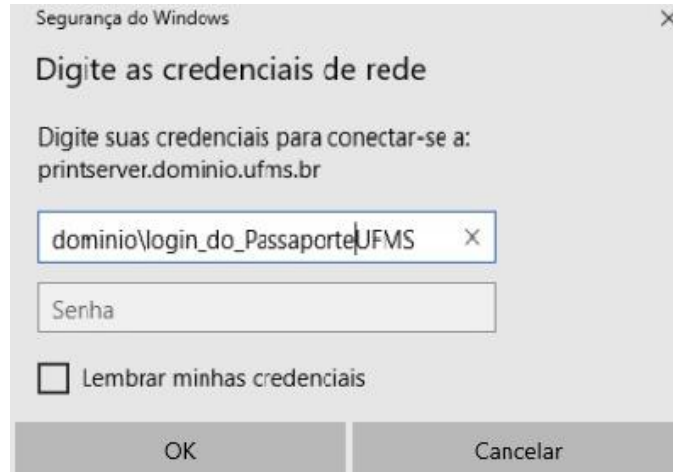 Segurança do Windows
Digite as credenciais de rede
Digite suas credenciais para conectar-se a:
printserver.dominio.ufms.br
dominio\login_do_PassaporteUFMS
Senha
Lembrar minhas credenciais
OK
Cancelar